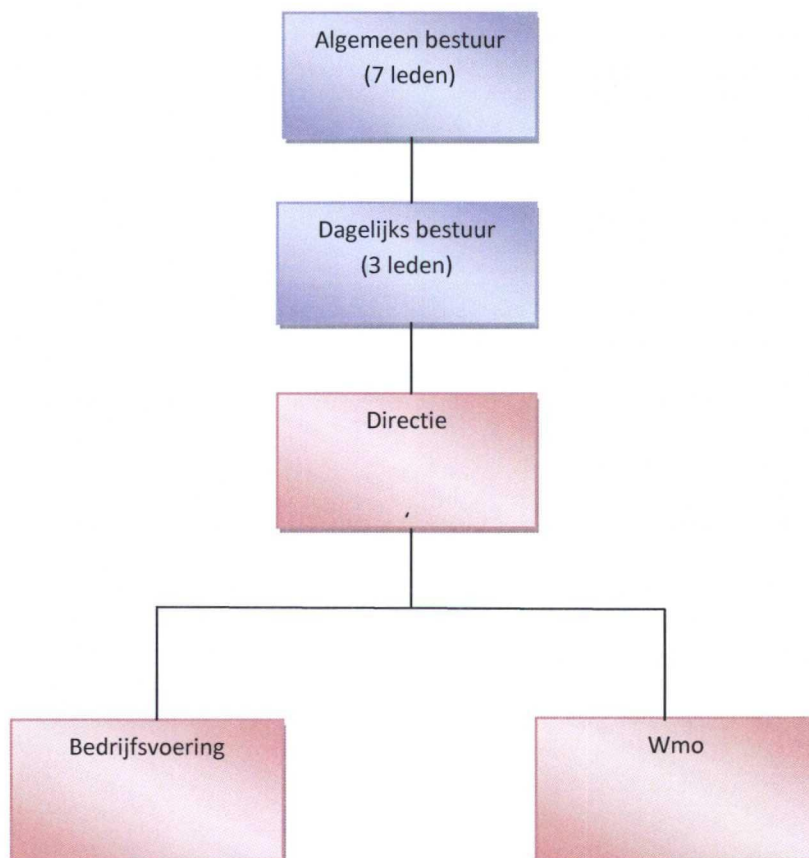 Algemeen bestuur
(7 leden)
Dagelijks bestuur
(3 leden)
Directie
Bedrijfsvoering
Wmo